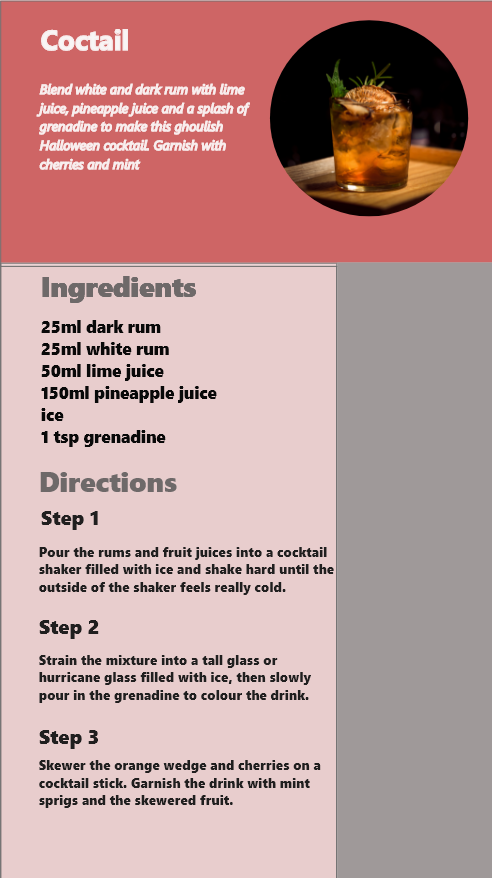 Coctail
Blend white and dark rum with lime
juice, pineapple juice and a splash of
grenadine to make this ghoulish
Halloween cocktail. Garnish with
cherries and mint
Ingredients
25ml dark rum
25ml white rum
50ml lime juice
150ml pineapple juice
ice
1 tsp grenadine
Directions
Step 1
Pour the rums and fruit juices into a cocktail
shaker filled with ice and shake hard until the
outside of the shaker feels really cold.
Step 2
Strain the mixture into a tall glass or
hurricane glass filled with ice, then slowly
pour in the grenadine to colour the drink.
Step 3
Skewer the orange wedge and cherries on a
cocktail stick. Garnish the drink with mint
sprigs and the skewered fruit.